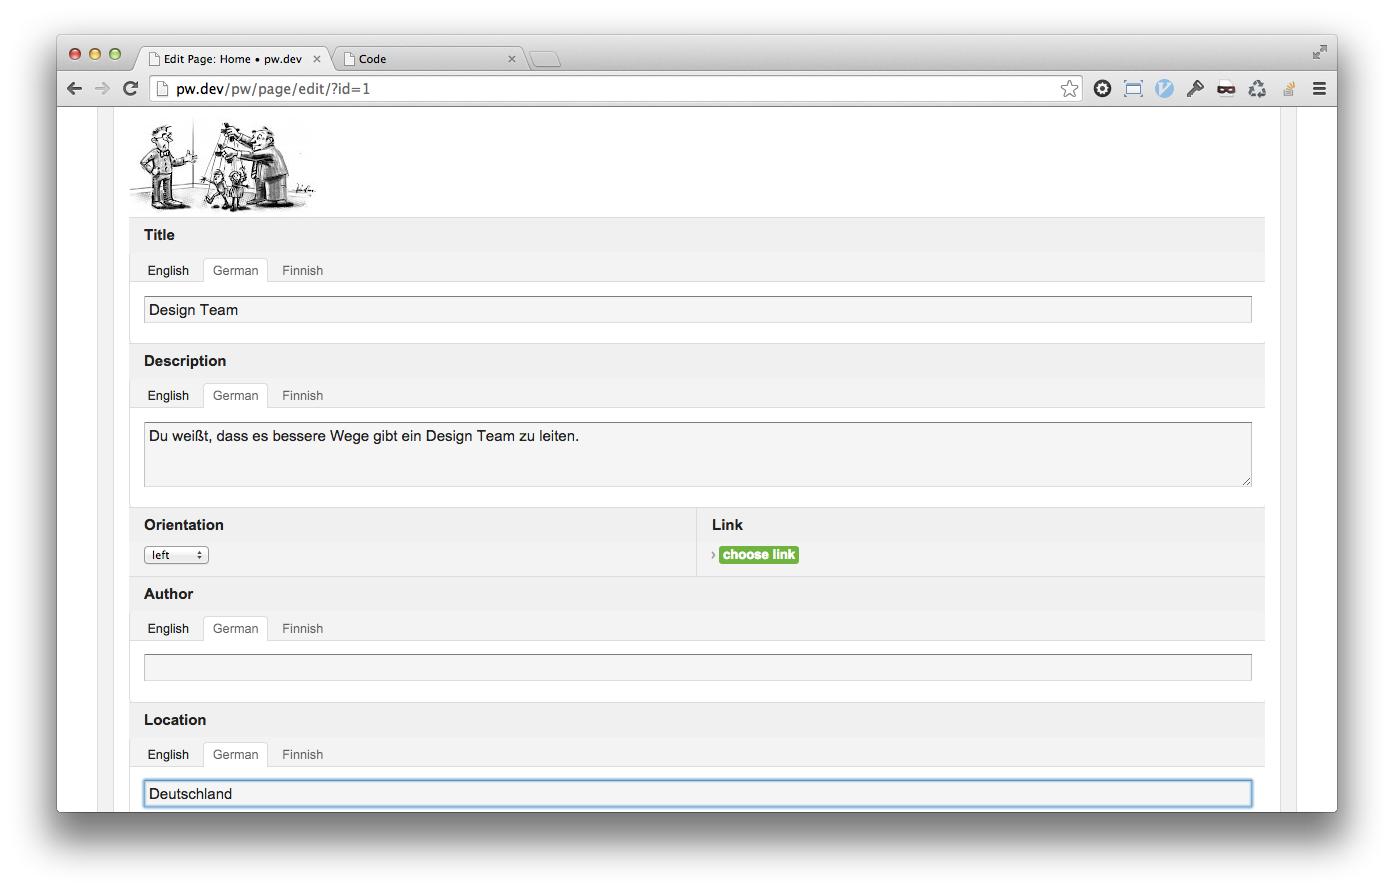 Edit Page: Home • pw.dev
Code
pw.dev/pw/page/edit/?id=1
Title
English German Finnish
Design Team
Description
English German Finnish
Du weißt, dass es bessere Wege gibt ein Design Team zu leiten.
Orientation
left
Link
› choose link
Author
English German Finnish
Location
English German Finnish
Deutschland